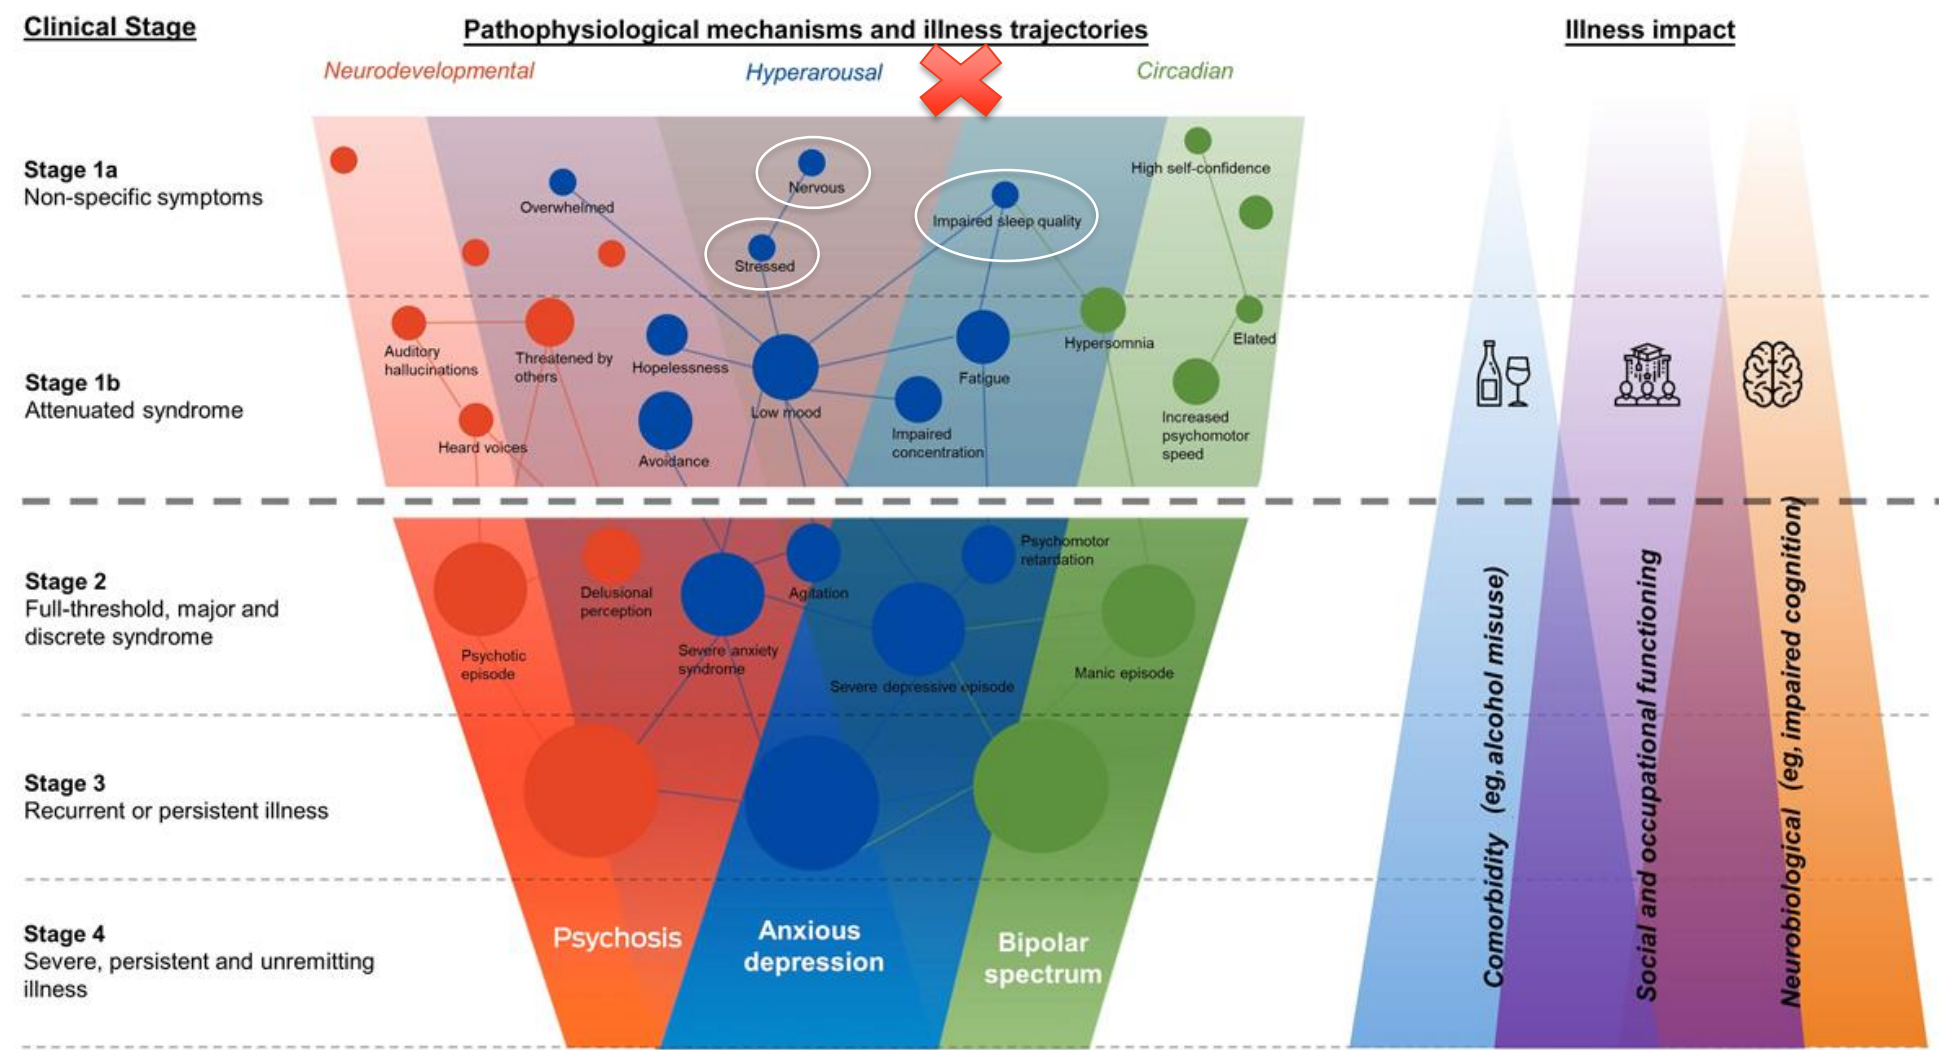 Clinical Stage
Pathophysiological mechanisms and illness trajectories
Illness impact
Neurodevelopmental
Hyperarousal
Circadian
Stage 1a
Non-specific symptoms
Overwhelmed
Nervous
Stressed
Impaired sleep quality
High self-confidence
Stage 1b
Attenuated syndrome
Auditory
hallucinations
Threatened by
others
Heard voices
Hopelessness
Avoidance
Low mood
Impaired
concentration
Fatigue
Hypersomnia
Elated
Increased
psychomotor
speed
Stage 2
Full-threshold, major and
discrete syndrome
Psychotic
episode
Delusional
perception
Severe anxiety
syndrome
Agitation
Severe depressive episode
Psychomotor
retardation
Manic episode
Stage 3
Recurrent or persistent illness
Stage 4
Severe, persistent and unremitting
illness
Psychosis
Anxious
depression
Bipolar
spectrum
Comorbidity (eg, alcohol misuse)
Social and occupational functioning
Neurobiological (eg, impaired cognition)